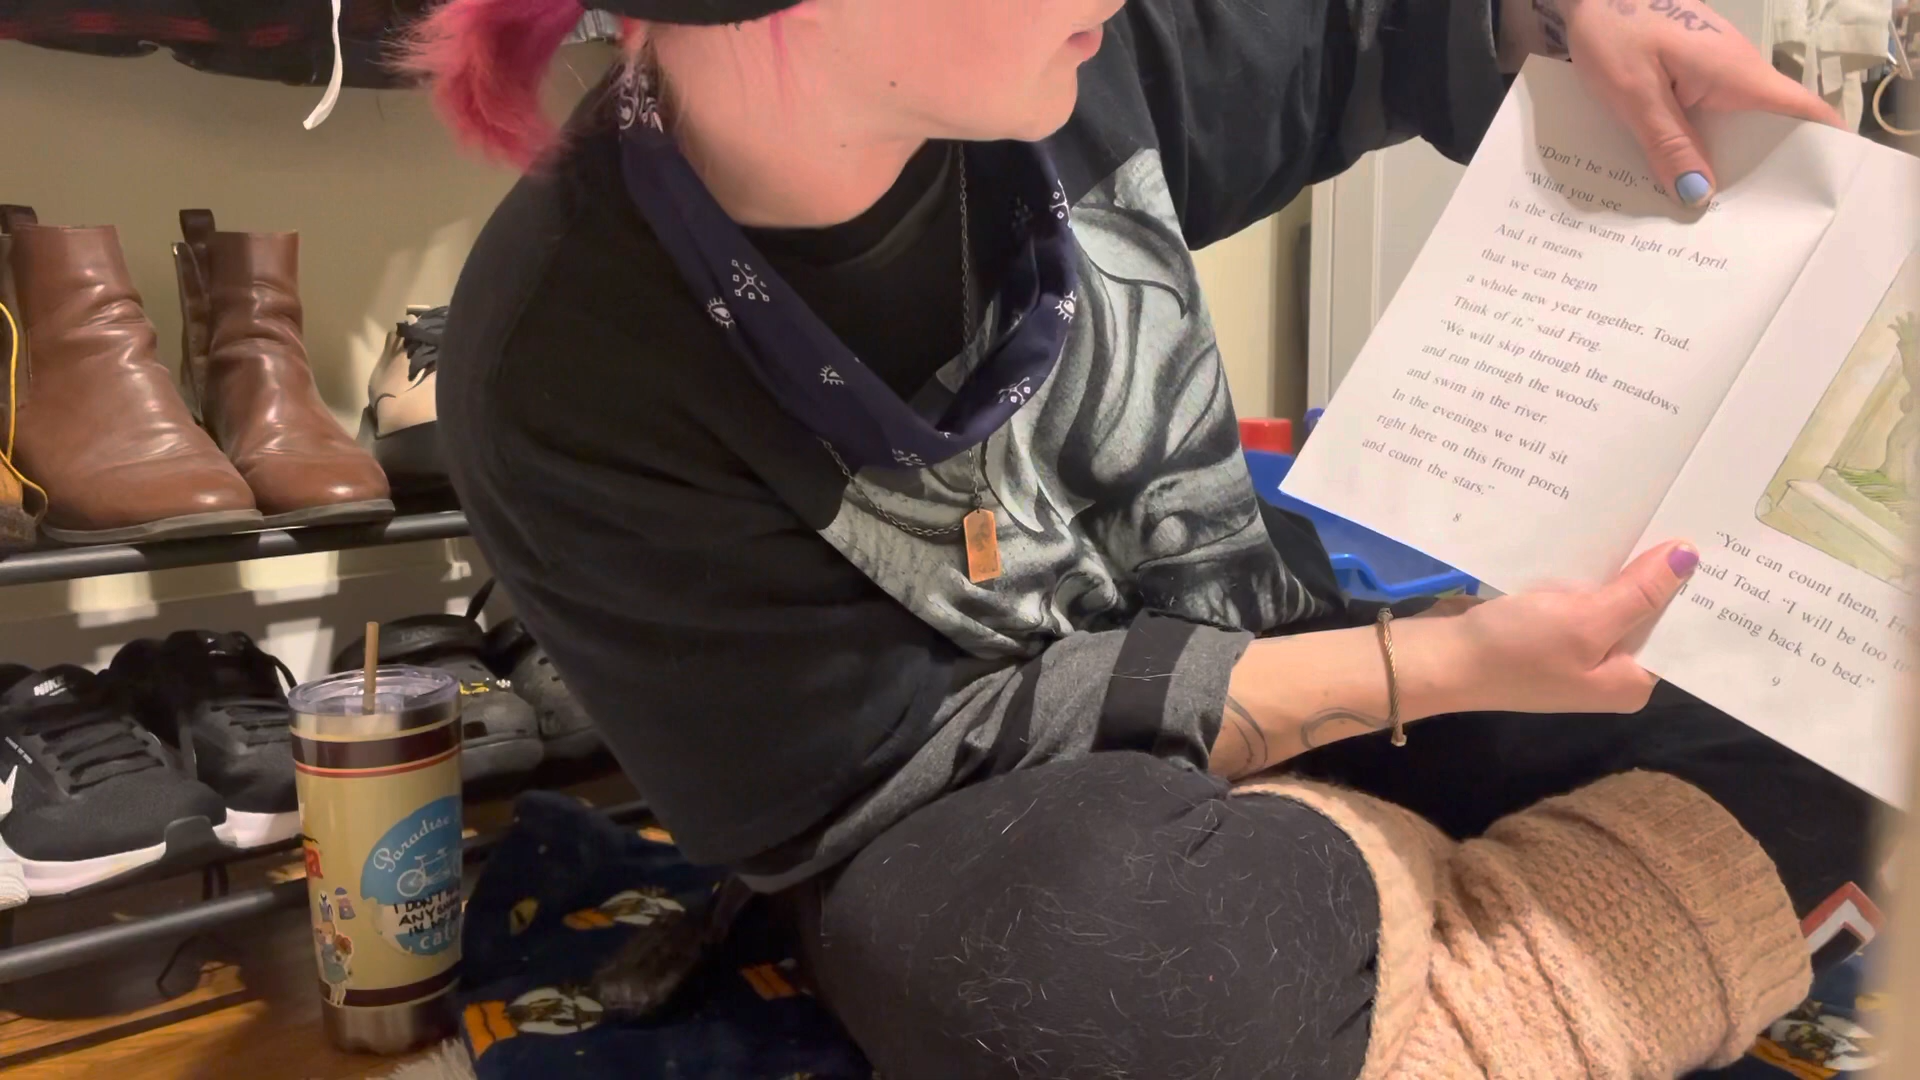 DIRT
"Don't be silly," sa
"What you see
is the clear warm light of April.
And it means
that we can begin
a whole new year together, Toad.
Think of it," said Frog.
"We will skip through the meadows
and run through the woods
and swim in the river.
In the evenings we will sit
right here on this front porch
and count the stars."
8
"You can count them, Fr
said Toad. "I will be too ti
I am going back to bed."
9
NIKE
Paradise
I DON'T
IN